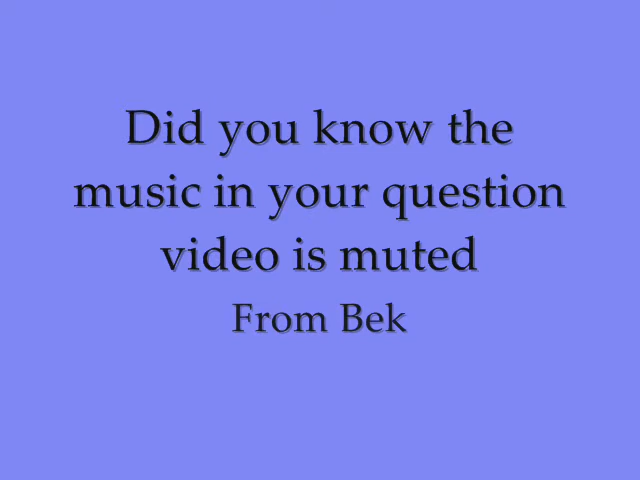 Did you know the
music in your question
video is muted
From Bek